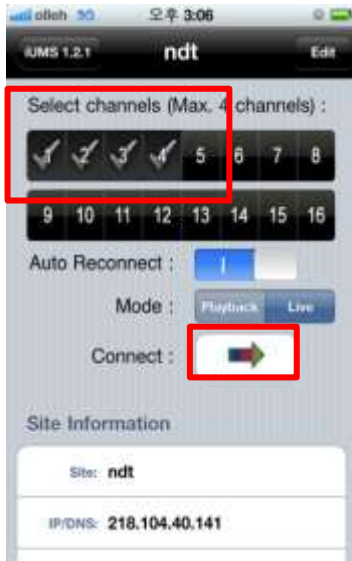 olleh 3G 오후 3:06
iUMS 1.2.1 ndt Edit
Select channels (Max. 4 channels) :
1 2 3 4 5 6 7 8
9 10 11 12 13 14 15 16
Auto Reconnect :
Mode : Playback Live
Connect :
Site Information
Site: ndt
IP/DNS: 218.104.40.141